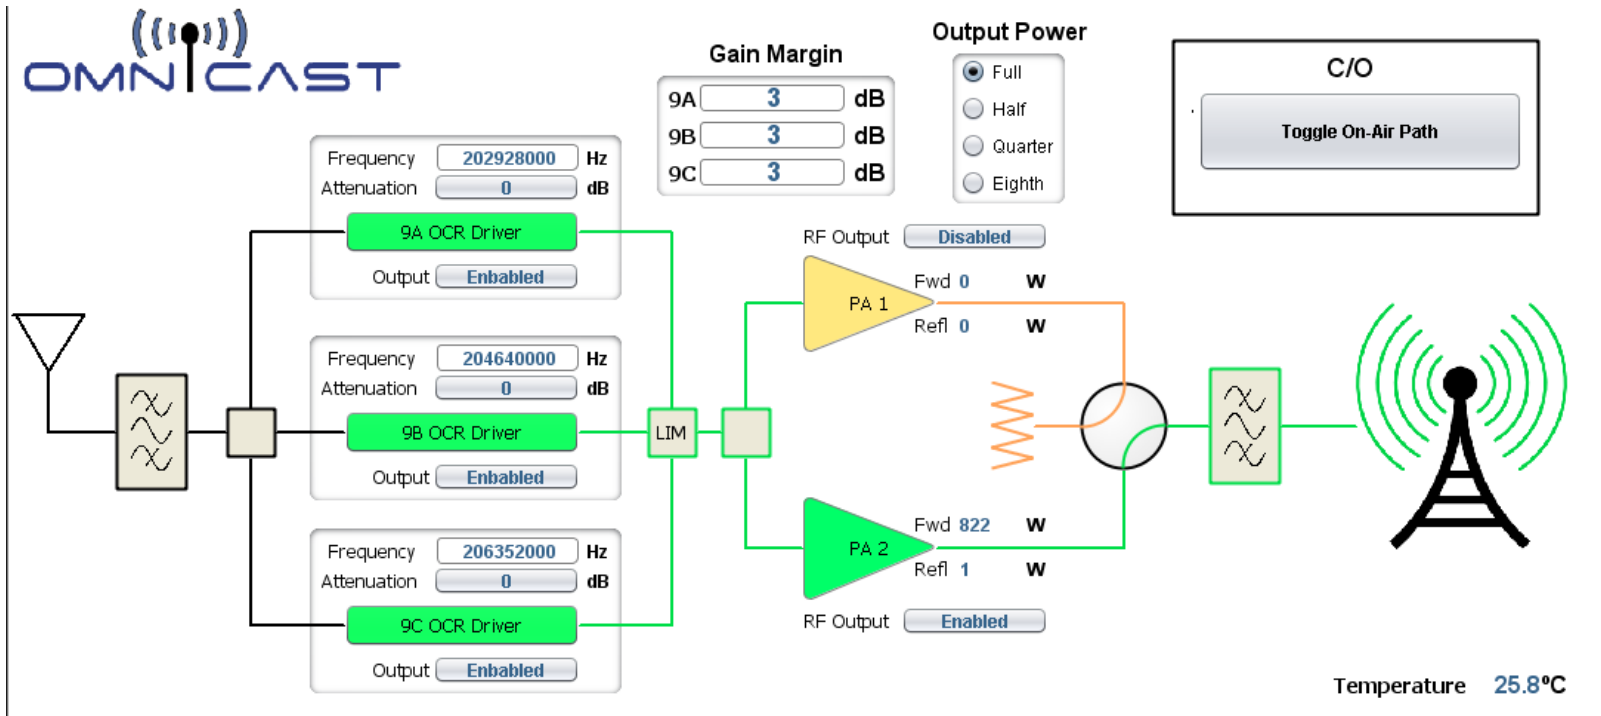 OMNICAST
Gain Margin
9A 3 dB
9B 3 dB
9C 3 dB
Output Power
Full
Half
Quarter
Eighth
C/O
Toggle On-Air Path
Frequency 202928000 Hz
Attenuation 0 dB
9A OCR Driver
Output Enbabled
Frequency 204640000 Hz
Attenuation 0 dB
9B OCR Driver
Output Enbabled
Frequency 206352000 Hz
Attenuation 0 dB
9C OCR Driver
Output Enbabled
LIM
RF Output Disabled
PA 1
Fwd 0 W
Refl 0 W
PA 2
Fwd 822 W
Refl 1 W
RF Output Enabled
Temperature 25.8ºC